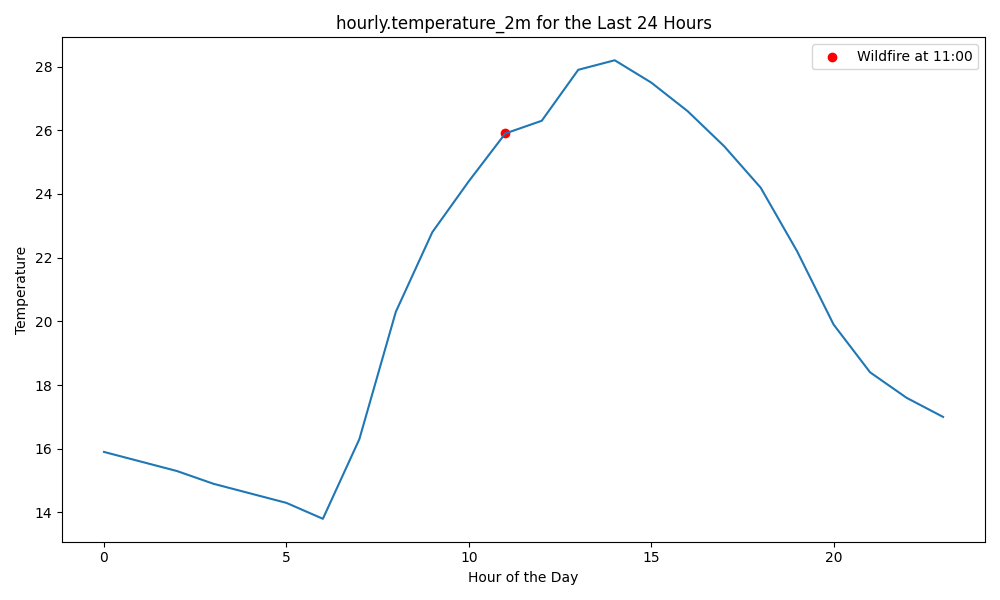 hourly.temperature_2m for the Last 24 Hours
Wildfire at 11:00
28
26
24
22
20
18
16
14
Temperature
0 5 10 15 20
Hour of the Day